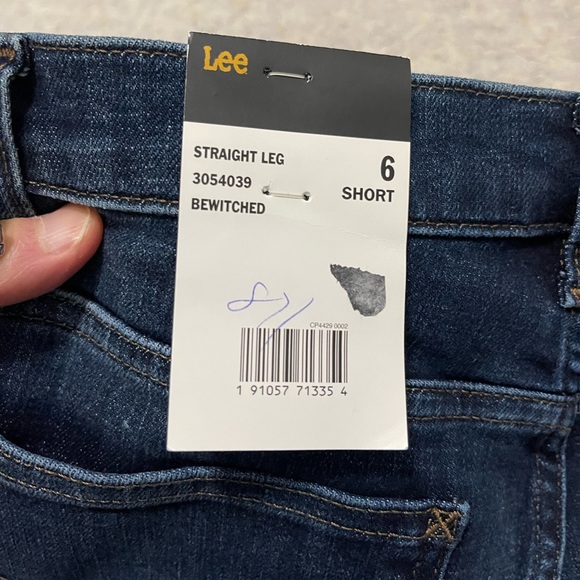 Lee
STRAIGHT LEG
3054039
BEWITCHED
6
SHORT
CP4429 0002
1 91057 71335 4